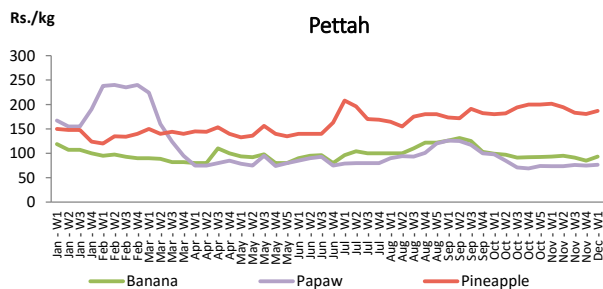 Rs./kg
Pettah
300
250
200
150
100
50
0
Jan - W1
Jan - W2
Jan - W3
Jan - W4
Feb - W1
Feb - W2
Feb - W3
Feb - W4
Mar - W1
Mar - W2
Mar - W3
Mar - W4
Apr - W1
Apr - W2
Apr - W3
Apr - W4
May - W1
May - W2
May - W3
May - W4
May - W5
Jun - W1
Jun - W2
Jun - W3
Jun - W4
Jul - W1
Jul - W2
Jul - W3
Jul - W4
Aug - W1
Aug - W2
Aug - W3
Aug - W4
Aug - W5
Sep - W1
Sep - W2
Sep - W3
Sep - W4
Oct - W1
Oct - W2
Oct - W3
Oct - W4
Oct - W5
Nov - W1
Nov - W2
Nov - W3
Nov - W4
Dec - W1
Banana
Papaw
Pineapple